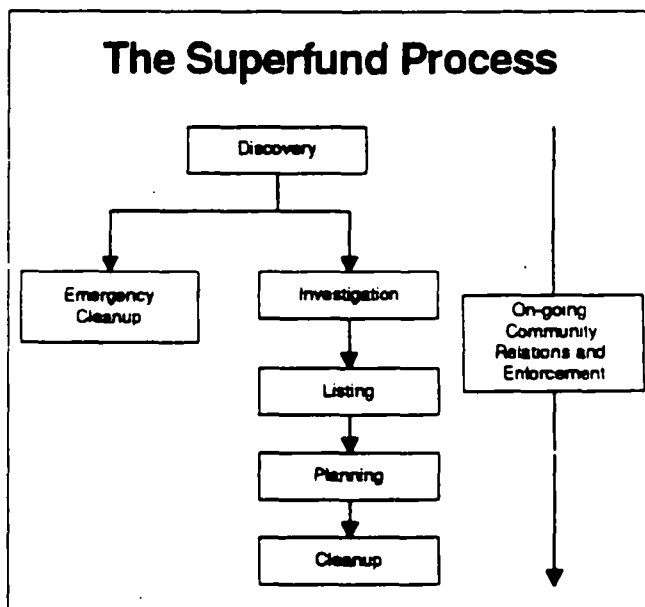 The Superfund Process
Discovery
Emergency
Cleanup
Investigation
On-going
Community
Relations and
Enforcement
Listing
Planning
Cleanup